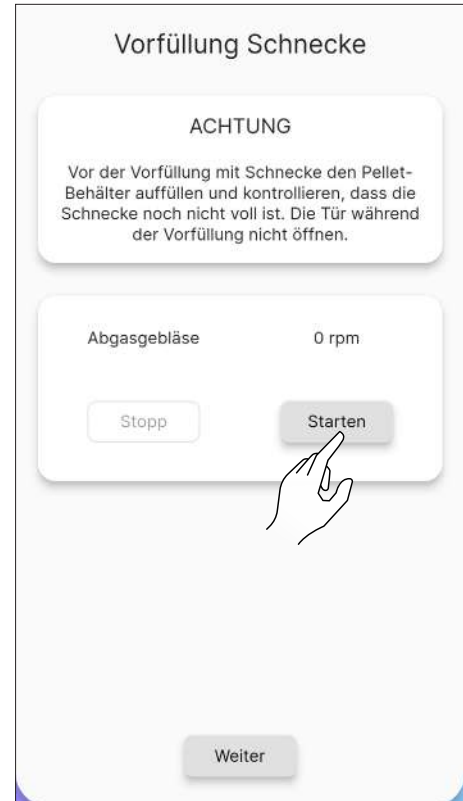 Vorfüllung Schnecke
ACHTUNG
Vor der Vorfüllung mit Schnecke den Pellet-
Behälter auffüllen und kontrollieren, dass die
Schnecke noch nicht voll ist. Die Tür während
der Vorfüllung nicht öffnen.
Abgasgebläse 0 rpm
Stopp Starten
Weiter